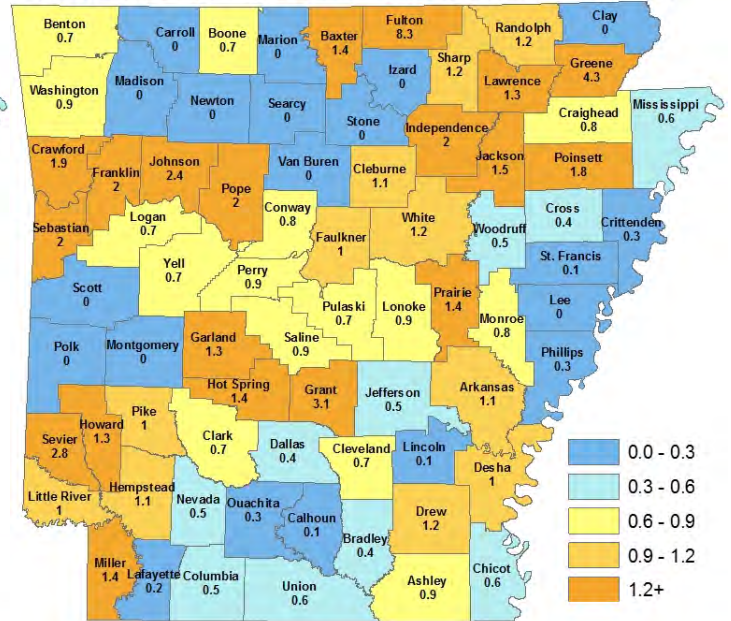 Benton
0.7
Carroll
0
Boone
0.7
Marion
0
Baxter
1.4
Fulton
8.3
Randolph
1.2
Clay
0
Washington
0.9
Madison
0
Newton
0
Searcy
0
Stone
0
Izard
0
Sharp
1.2
Lawrence
1.3
Greene
4.3
Craighead
0.8
Mississippi
0.6
Crawford
1.9
Franklin
2
Johnson
2.4
Pope
2
Van Buren
0
Cleburne
1.1
Independence
2
Jackson
1.5
Poinsett
1.8
Sebastian
2
Logan
0.7
Conway
0.8
Faulkner
1
White
1.2
Woodruff
0.5
Cross
0.4
Crittenden
0.3
St. Francis
0.1
Scott
0
Yell
0.7
Perry
0.9
Pulaski
0.7
Lonoke
0.9
Prairie
1.4
Monroe
0.8
Lee
0
Phillips
0.3
Polk
0
Montgomery
0
Garland
1.3
Saline
0.9
Hot Spring
1.4
Grant
3.1
Jefferson
0.5
Arkansas
1.1
Sevier
2.8
Howard
1.3
Pike
1
Clark
0.7
Dallas
0.4
Cleveland
0.7
Lincoln
0.1
Desha
1
Little River
1
Hempstead
1.1
Nevada
0.5
Ouachita
0.3
Calhoun
0.1
Bradley
0.4
Drew
1.2
Miller
1.4
Lafayette
0.2
Columbia
0.5
Union
0.6
Ashley
0.9
Chicot
0.6
0.0 - 0.3
0.3 - 0.6
0.6 - 0.9
0.9 - 1.2
1.2+